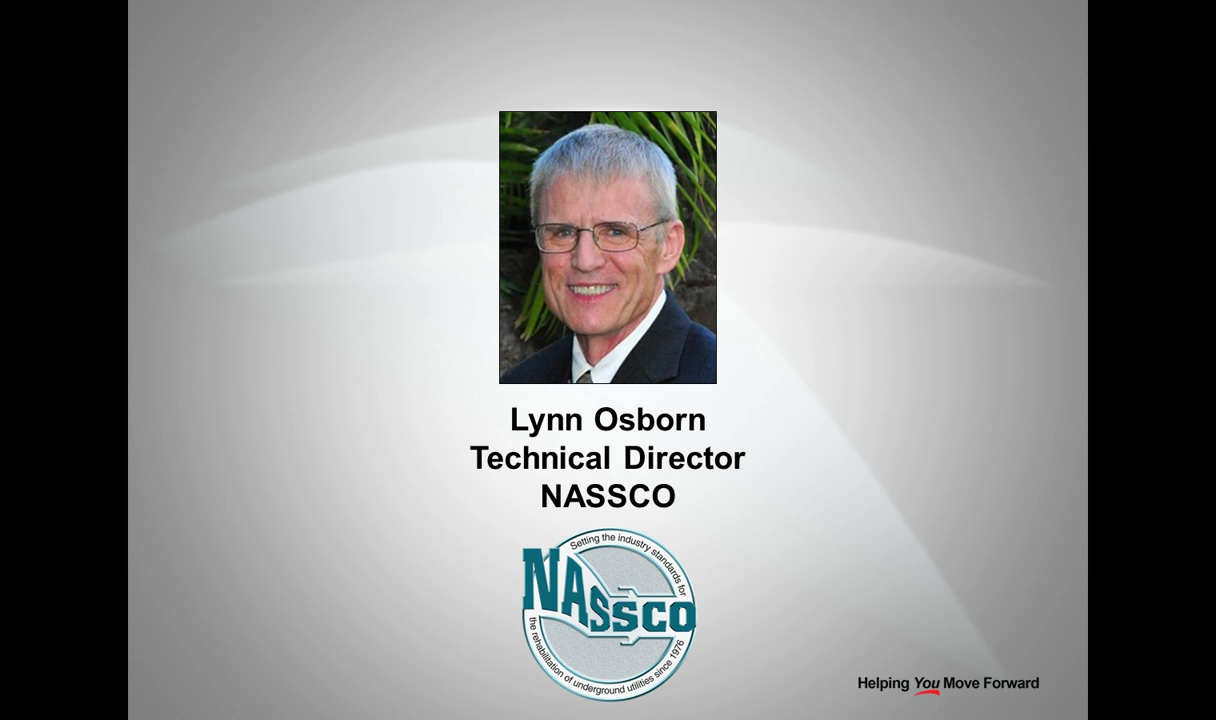 Lynn Osborn
Technical Director
NASSCO
Setting the industry standards for
NASSCO
the rehabilitation of underground utilities since 1976
Helping You Move Forward